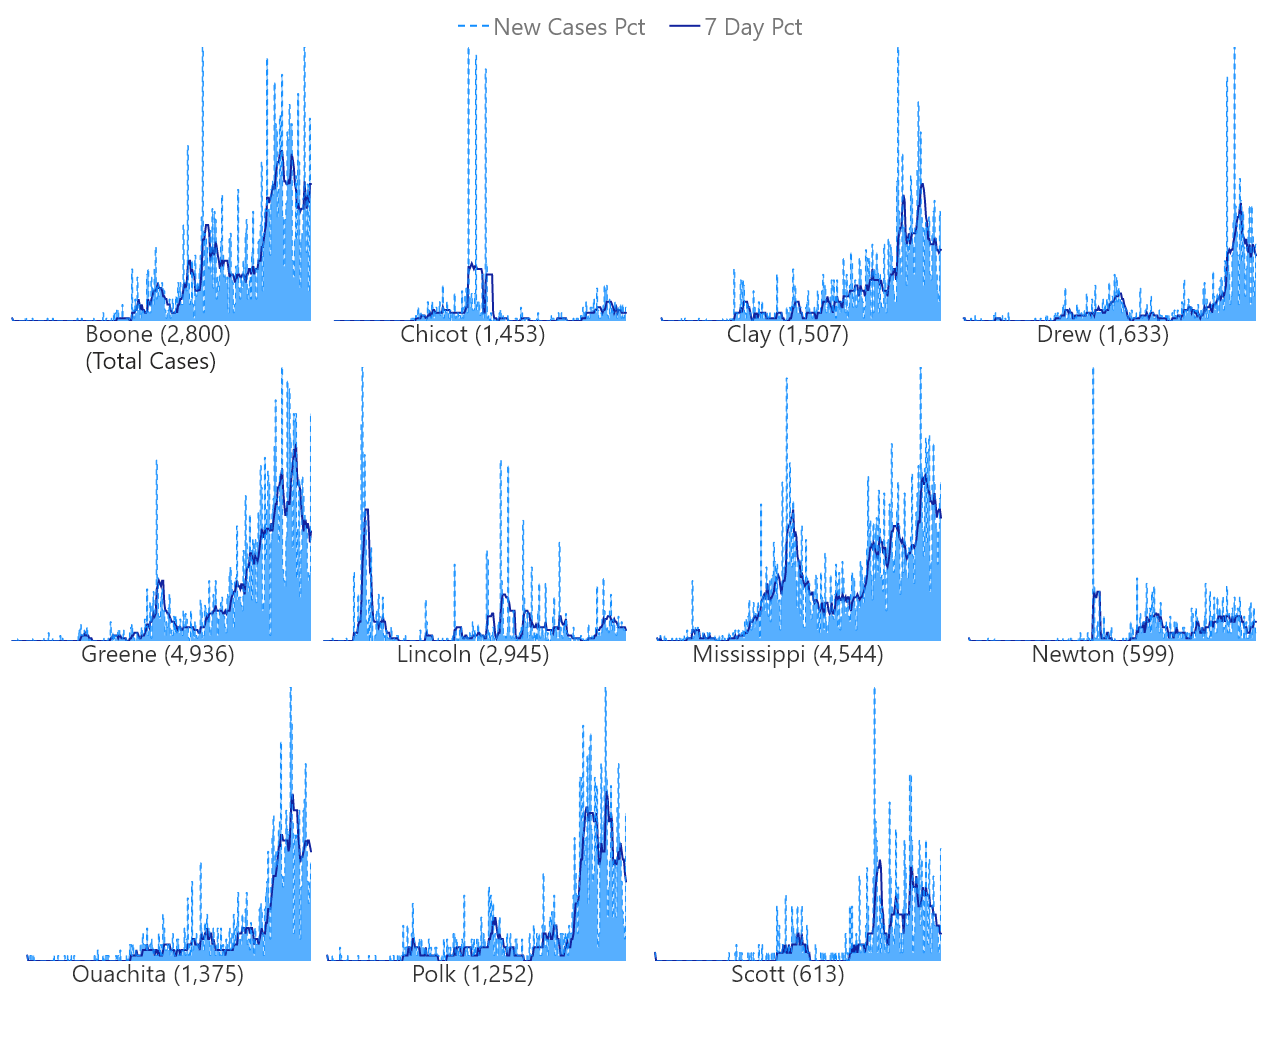 New Cases Pct 7 Day Pct
Boone (2,800) Chicot (1,453) Clay (1,507) Drew (1,633)
(Total Cases)
Greene (4,936) Lincoln (2,945) Mississippi (4,544) Newton (599)
Ouachita (1,375) Polk (1,252) Scott (613)